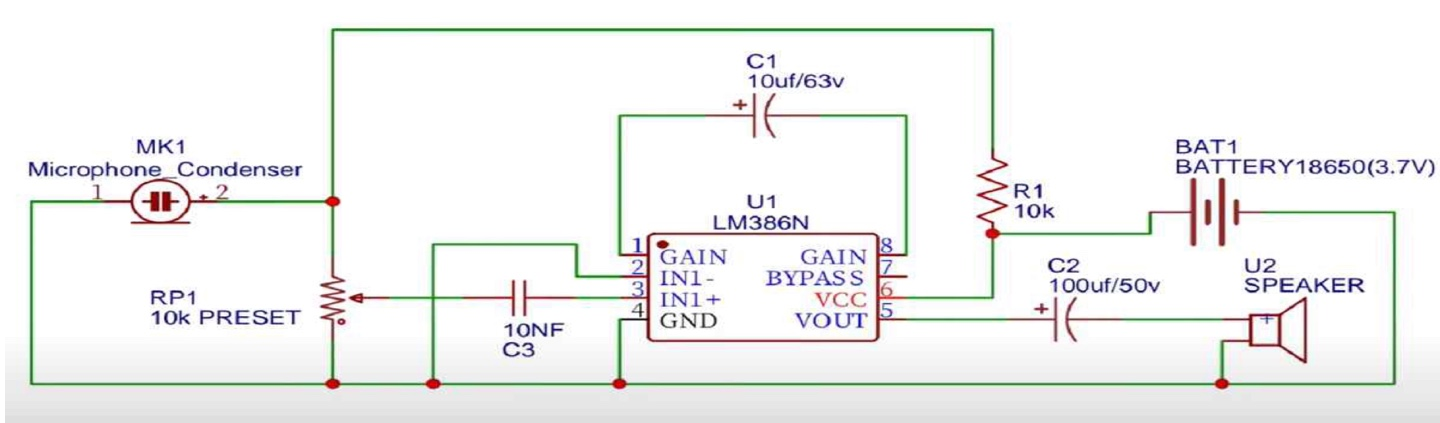 C1
10uf/63v
MK1
Microphone_Condenser
1
+ 2
BAT1
BATTERY18650(3.7V)
R1
10k
U1
LM386N
1 GAIN GAIN 8
2 IN1- BYPASS 7
3 IN1+ VCC 6
4 GND VOUT 5
RP1
10k PRESET
10NF
C3
C2
100uf/50v
U2
SPEAKER
+
+
+